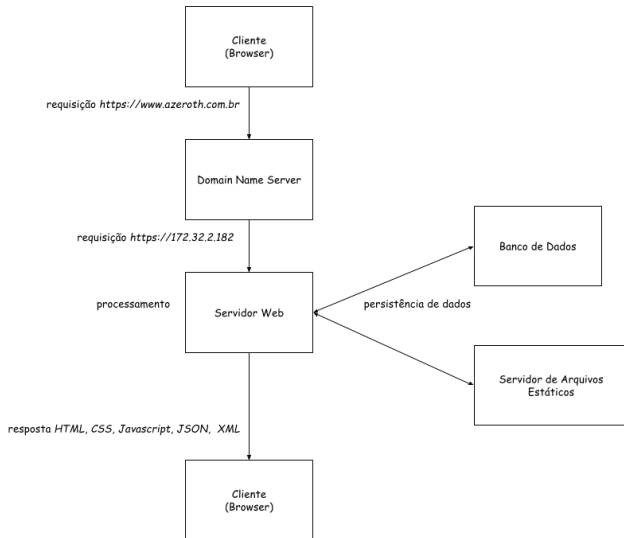 Cliente
(Browser)
requisição https://www.azeroth.com.br
Domain Name Server
requisição https://172.32.2.182
Banco de Dados
processamento
Servidor Web
persistência de dados
Servidor de Arquivos
Estáticos
resposta HTML, CSS, Javascript, JSON, XML
Cliente
(Browser)